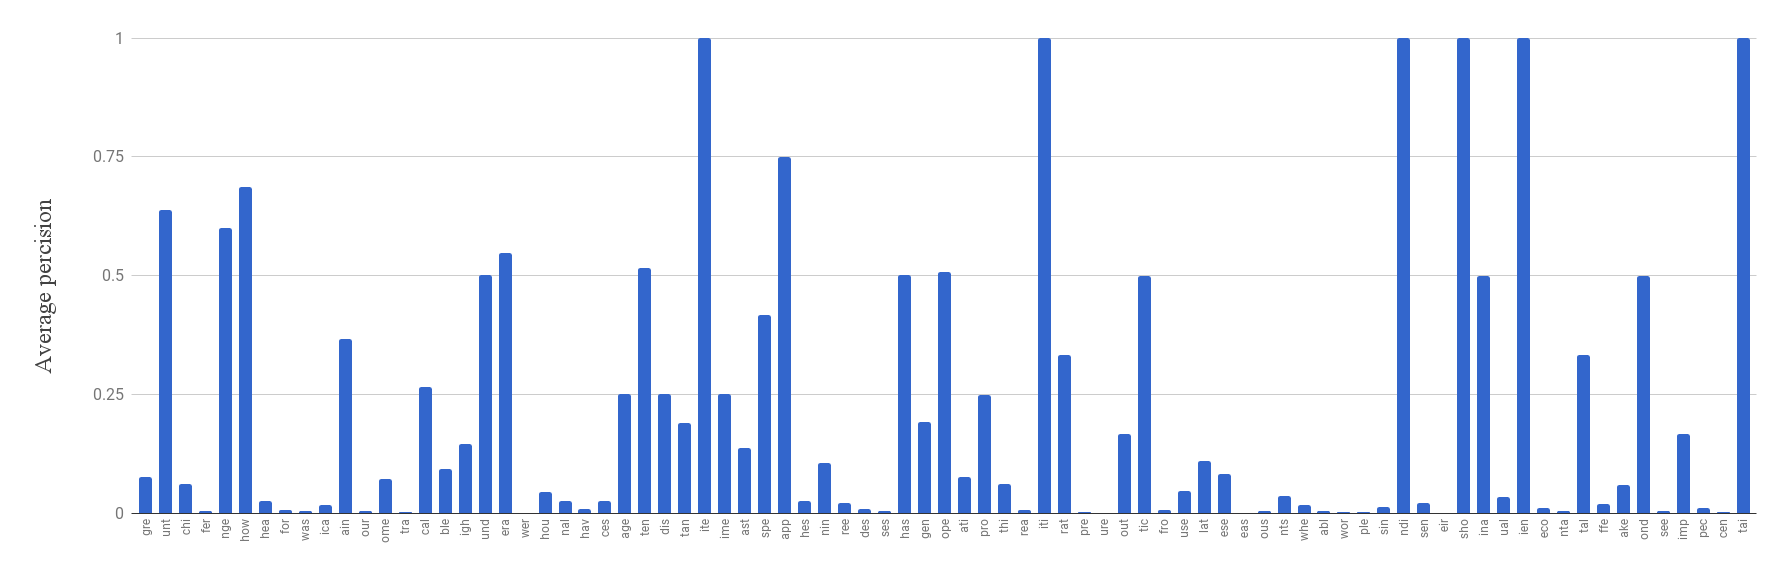 Average percision
1
0.75
0.5
0.25
0
gre unt chi fer nge how hea for was ica ain our ome tra cal ble igh und era wer hou nal hav ces age ten dis tan ite ime ast spe app hes nin ree des ses has gen ope ati pro thi rea iti rat pre ure out tic fro use lat ese eas ous nts whe abl wor ple sin ndi sen eir sho ina ual ien eco nta tal ffe ake ond see imp pec cen tai